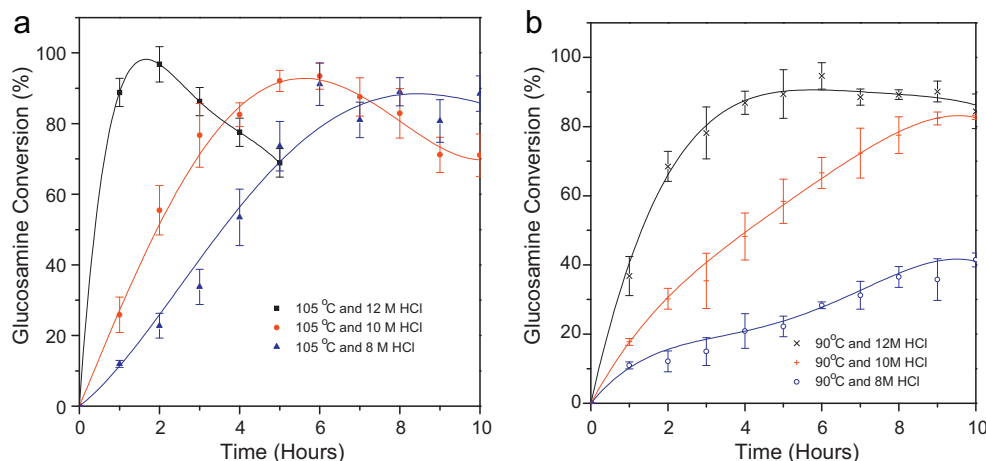 a
Glucosamine Conversion (%)
100
80
60
40
20
0
105 °C and 12 M HCl
105 °C and 10 M HCl
105 °C and 8 M HCl
0 2 4 6 8 10
Time (Hours)
b
Glucosamine Conversion (%)
100
80
60
40
20
0
90°C and 12M HCl
90°C and 10M HCl
90°C and 8M HCl
0 2 4 6 8 10
Time (Hours)